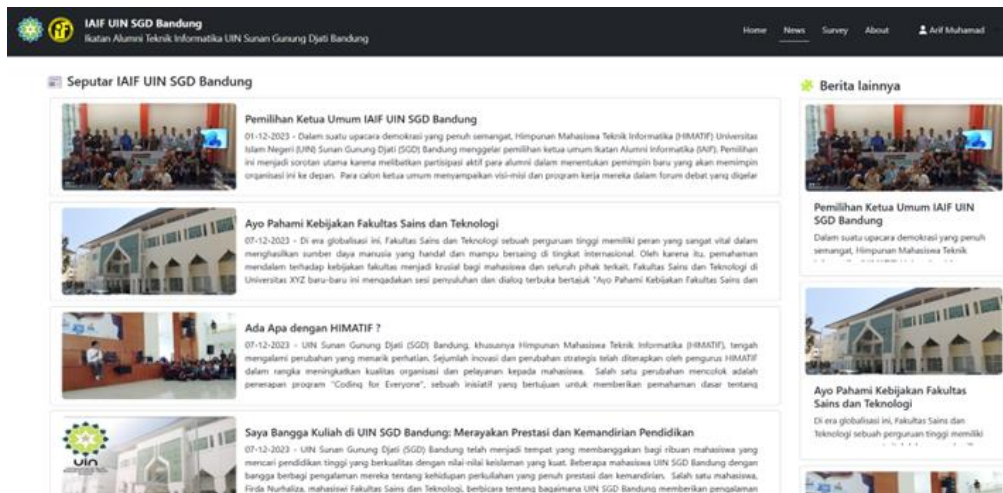 IAIF UIN SGD Bandung
Ikatan Alumni Teknik Informatika UIN Sunan Gunung Djati Bandung
Home News Survey About Arif Muhamad
Seputar IAIF UIN SGD Bandung
Pemilihan Ketua Umum IAIF UIN SGD Bandung
01-12-2023 - Dalam suatu upacara demokrasi yang penuh semangat, Himpunan Mahasiswa Teknik Informatika (HIMATIF) Universitas
Islam Negeri (UIN) Sunan Gunung Djati (SGD) Bandung menggelar pemilihan ketua umum Ikatan Alumni Informatika (IAIF). Pemilihan
ini menjadi sorotan utama karena melibatkan partisipasi aktif para alumni dalam menentukan pemimpin baru yang akan memimpin
organisasi ini ke depan. Para calon ketua umum menyampaikan visi-misi dan program kerja mereka dalam forum debat yang digelar
Ayo Pahami Kebijakan Fakultas Sains dan Teknologi
07-12-2023 - Di era globalisasi ini, Fakultas Sains dan Teknologi sebuah perguruan tinggi memiliki peran yang sangat vital dalam
menghasilkan sumber daya manusia yang handal dan mampu bersaing di tingkat internasional. Oleh karena itu, pemahaman
mendalam terhadap kebijakan fakultas menjadi krusial bagi mahasiswa dan seluruh pihak terkait. Fakultas Sains dan Teknologi di
Universitas XYZ baru-baru ini mengadakan sesi penyuluhan dan dialog terbuka bertajuk "Ayo Pahami Kebijakan Fakultas Sains dan
Ada Apa dengan HIMATIF ?
07-12-2023 - UIN Sunan Gunung Djati (SGD) Bandung, khususnya Himpunan Mahasiswa Teknik Informatika (HIMATIF), tengah
mengalami perubahan yang menarik perhatian. Sejumlah inovasi dan perubahan strategis telah diterapkan oleh pengurus HIMATIF
dalam rangka meningkatkan kualitas organisasi dan pelayanan kepada mahasiswa. Salah satu perubahan mencolok adalah
penerapan program "Coding for Everyone", sebuah inisiatif yang bertujuan untuk memberikan pemahaman dasar tentang
uin
Saya Bangga Kuliah di UIN SGD Bandung: Merayakan Prestasi dan Kemandirian Pendidikan
07-12-2023 - UIN Sunan Gunung Djati (SGD) Bandung telah menjadi tempat yang membanggakan bagi ribuan mahasiswa yang
mencari pendidikan tinggi yang berkualitas dengan nilai-nilai keislaman yang kuat. Beberapa mahasiswa UIN SGD Bandung dengan
bangga berbagi pengalaman mereka tentang kehidupan perkuliahan yang penuh prestasi dan kemandirian. Salah satu mahasiswa,
Firda Nurhaliza, mahasiswi Fakultas Sains dan Teknologi, berbicara tentang bagaimana UIN SGD Bandung memberikan pengalaman
Berita lainnya
Pemilihan Ketua Umum IAIF UIN
SGD Bandung
Dalam suatu upacara demokrasi yang penuh
semangat, Himpunan Mahasiswa Teknik
Ayo Pahami Kebijakan Fakultas
Sains dan Teknologi
Di era globalisasi ini, Fakultas Sains dan
Teknologi sebuah perguruan tinggi memiliki